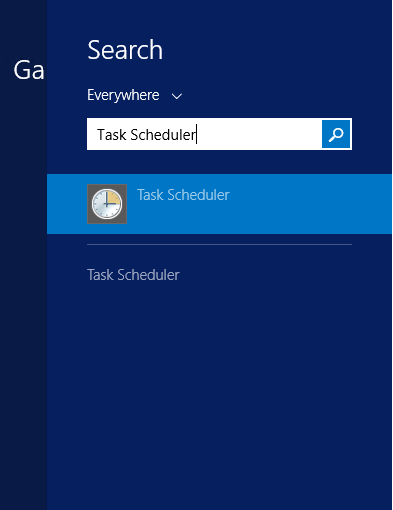 Search
Ga
Everywhere
Task Scheduler
Task Scheduler
Task Scheduler